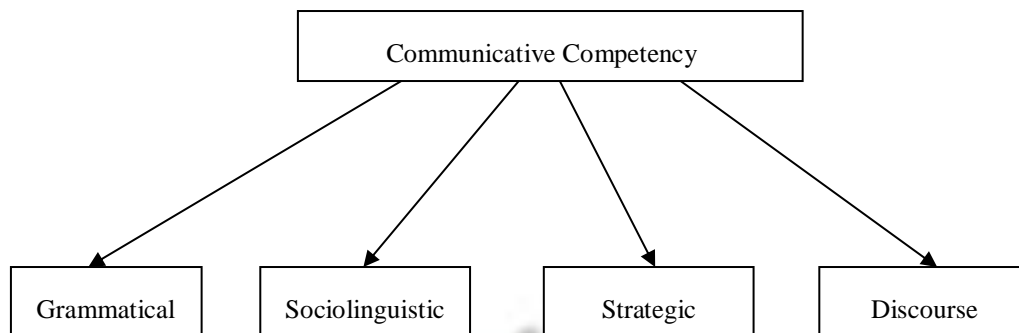 Communicative Competency
Grammatical
Sociolinguistic
Strategic
Discourse